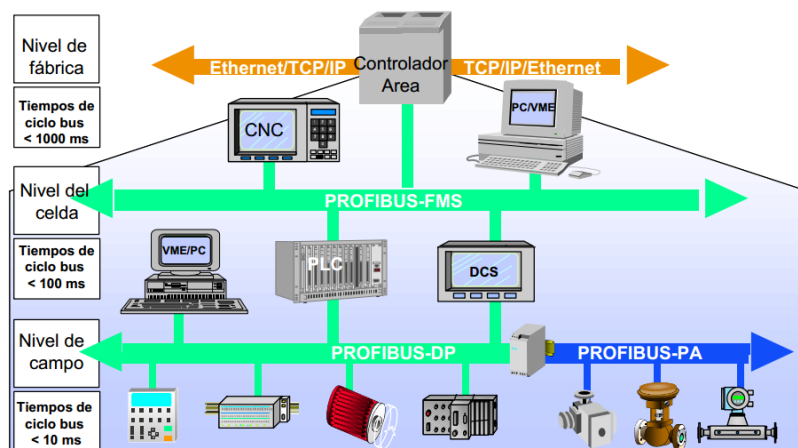 Nivel de
fábrica
Ethernet/TCP/IP
Controlador
Area
TCP/IP/Ethernet
Tiempos de
ciclo bus
< 1000 ms
CNC
PC/VME
Nivel del
celda
PROFIBUS-FMS
Tiempos de
ciclo bus
< 100 ms
VME/PC
PLC
DCS
Nivel de
campo
PROFIBUS-DP
PROFIBUS-PA
Tiempos de
ciclo bus
< 10 ms